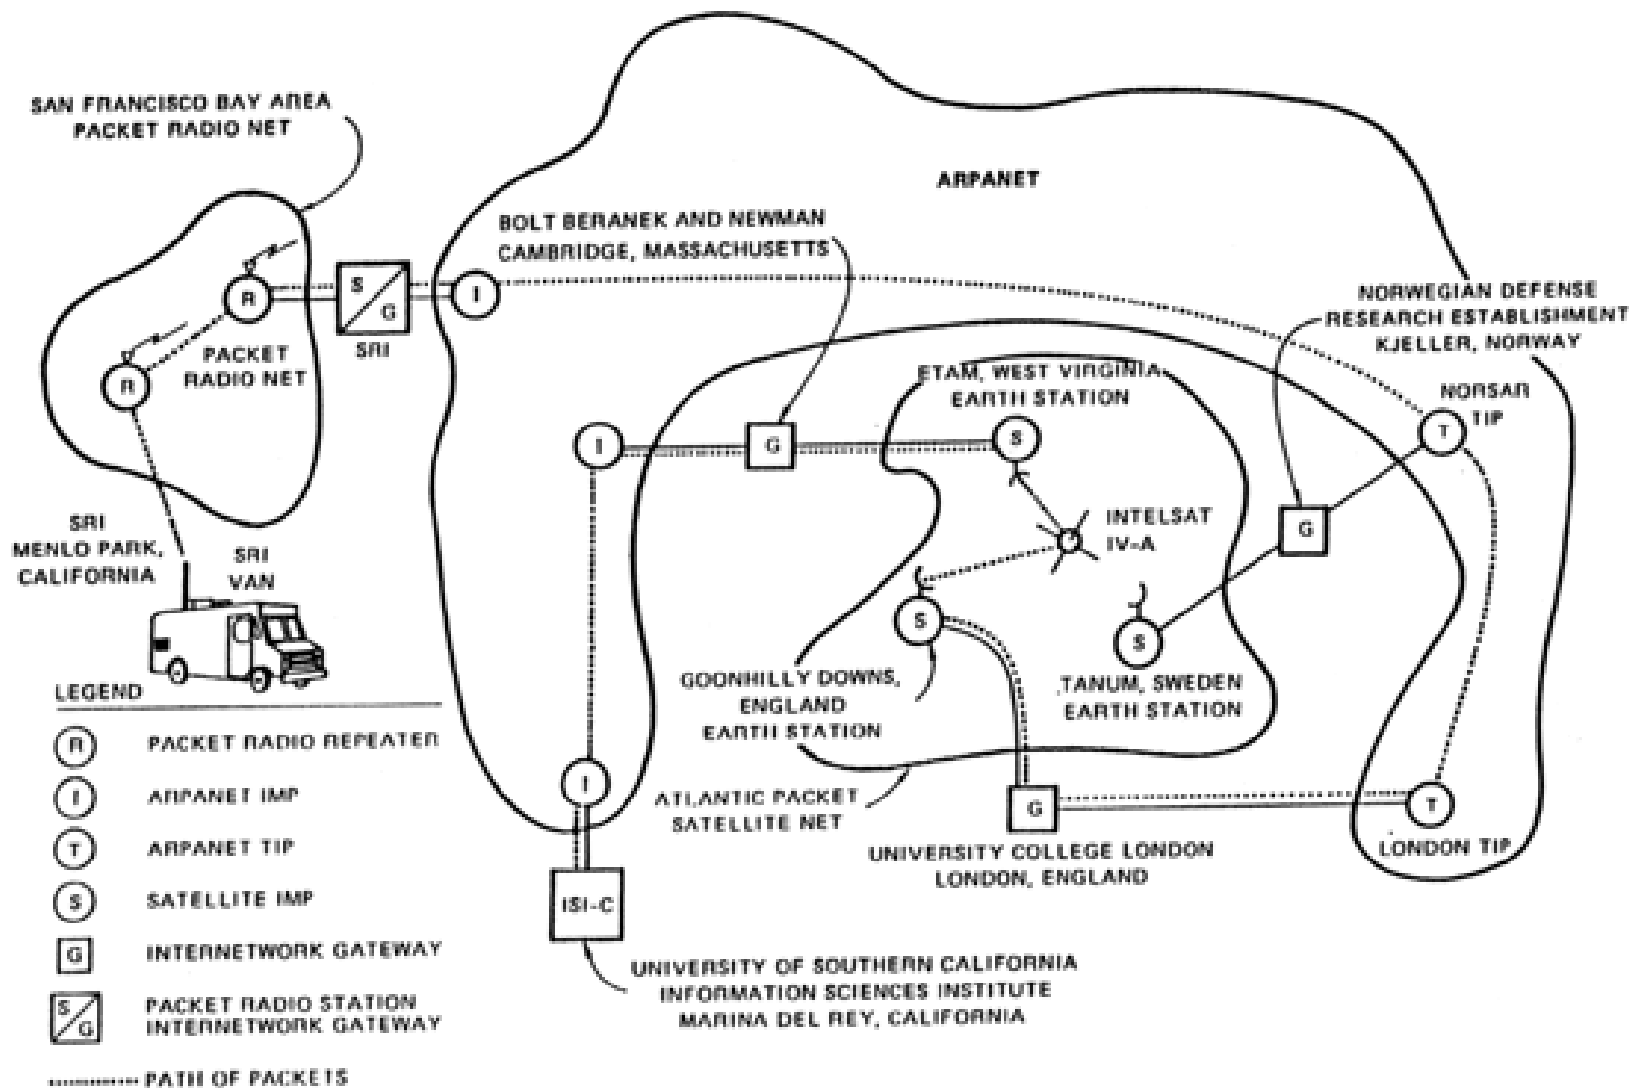 SAN FRANCISCO BAY AREA
PACKET RADIO NET
ARPANET
BOLT BERANEK AND NEWMAN
CAMBRIDGE, MASSACHUSETTS
NORWEGIAN DEFENSE
RESEARCH ESTABLISHMENT
KJELLER, NORWAY
R
S
G
I
SRI
PACKET
RADIO NET
R
ETAM, WEST VIRGINIA
EARTH STATION
NORSAR
TIP
T
I
G
S
INTELSAT
IV-A
G
SRI
MENLO PARK,
CALIFORNIA
SRI
VAN
S
S
GOONHILLY DOWNS,
ENGLAND
EARTH STATION
TANUM, SWEDEN
EARTH STATION
I
ATLANTIC PACKET
SATELLITE NET
G
T
UNIVERSITY COLLEGE LONDON
LONDON, ENGLAND
LONDON TIP
ISI-C
UNIVERSITY OF SOUTHERN CALIFORNIA
INFORMATION SCIENCES INSTITUTE
MARINA DEL REY, CALIFORNIA
LEGEND
R PACKET RADIO REPEATER
I ARPANET IMP
T ARPANET TIP
S SATELLITE IMP
G INTERNETWORK GATEWAY
S G PACKET RADIO STATION
INTERNETWORK GATEWAY
PATH OF PACKETS